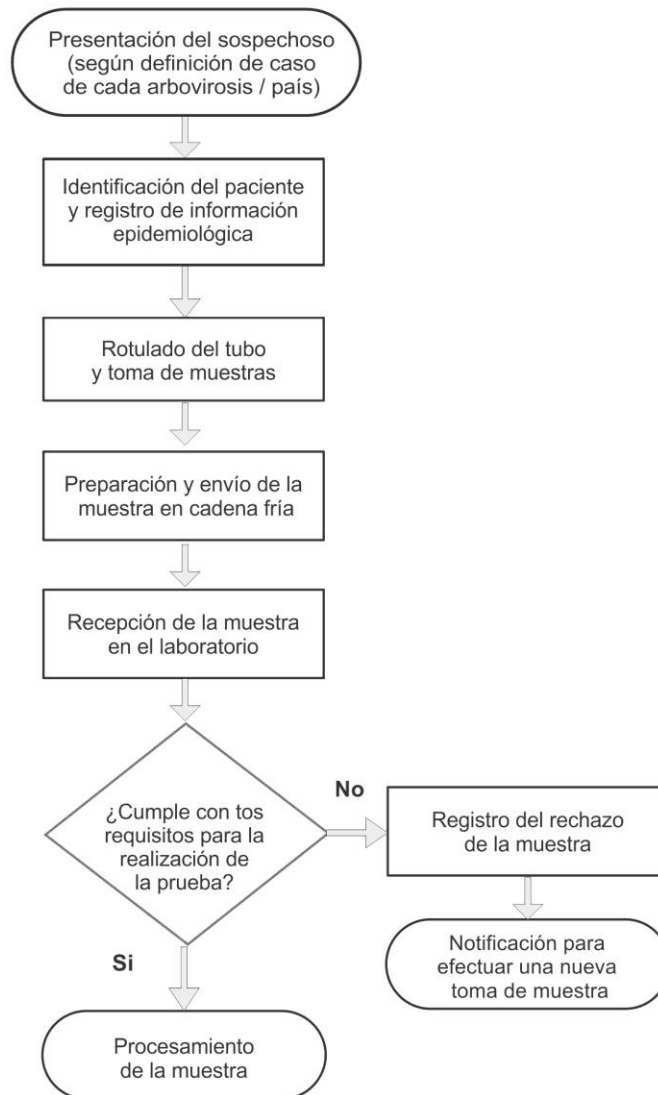 Presentación del sospechoso
(según definición de caso
de cada arbovirosis / país)
Identificación del paciente
y registro de información
epidemiológica
Rotulado del tubo
y toma de muestras
Preparación y envío de la
muestra en cadena fría
Recepción de la muestra
en el laboratorio
¿Cumple con tos
requisitos para la
realización de
la prueba?
No
Registro del rechazo
de la muestra
Notificación para
efectuar una nueva
toma de muestra
Si
Procesamiento
de la muestra